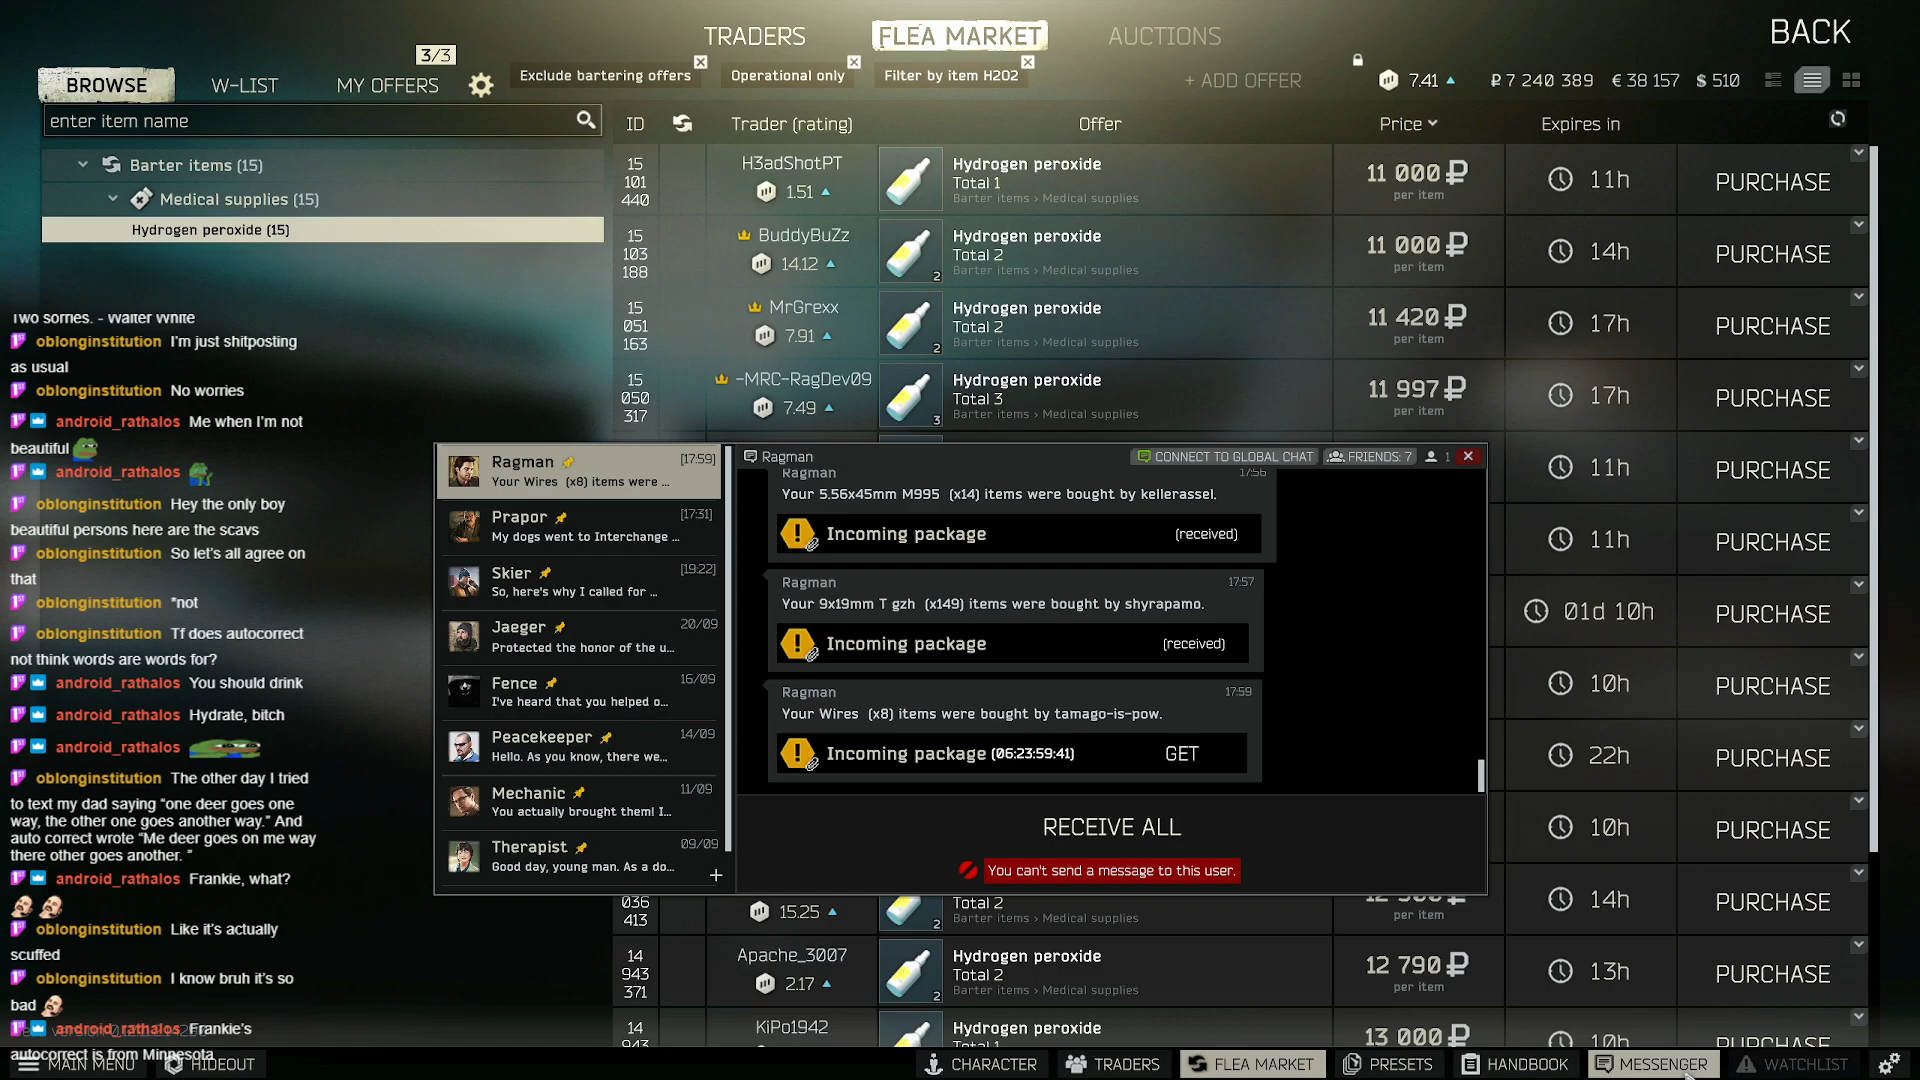 TRADERS
FLEA MARKET
AUCTIONS
BACK
3/3
BROWSE
W-LIST
MY OFFERS
Exclude bartering offers
Operational only
Filter by item H2O2
+ ADD OFFER
7.41
₽ 7 240 389
€ 38 157
$ 510
enter item name
ID
Trader (rating)
Offer
Price
Expires in
Barter items (15)
Medical supplies (15)
Hydrogen peroxide (15)
15 101 440
H3adShotPT
1.51
Hydrogen peroxide
Total 1
Barter items > Medical supplies
11 000 ₽
per item
11h
PURCHASE
15 103 188
BuddyBuZz
14.12
2
Hydrogen peroxide
Total 2
Barter items > Medical supplies
11 000 ₽
per item
14h
PURCHASE
15 051 163
MrGrexx
7.91
2
Hydrogen peroxide
Total 2
Barter items > Medical supplies
11 420 ₽
per item
17h
PURCHASE
15 050 317
-MRC-RagDev09
7.49
3
Hydrogen peroxide
Total 3
Barter items > Medical supplies
11 997 ₽
per item
17h
PURCHASE
11h
PURCHASE
11h
PURCHASE
01d 10h
PURCHASE
10h
PURCHASE
22h
PURCHASE
10h
PURCHASE
036 413
15.25
2
Total 2
Barter items > Medical supplies
per item
14h
PURCHASE
14 943 371
Apache_3007
2.17
2
Hydrogen peroxide
Total 2
Barter items > Medical supplies
12 790 ₽
per item
13h
PURCHASE
14 943
KiPo1942
Hydrogen peroxide
Total 1
13 000 ₽
10h
PURCHASE
Two sorries. - Walter White
oblonginstitution I'm just shitposting
as usual
oblonginstitution No worries
android_rathalos Me when I'm not
beautiful
android_rathalos
oblonginstitution Hey the only boy
beautiful persons here are the scavs
oblonginstitution So let's all agree on
that
oblonginstitution *not
oblonginstitution Tf does autocorrect
not think words are words for?
android_rathalos You should drink
android_rathalos Hydrate, bitch
android_rathalos
oblonginstitution The other day I tried
to text my dad saying "one deer goes one
way, the other one goes another way." And
auto correct wrote "Me deer goes on me way
there other goes another. "
android_rathalos Frankie, what?
oblonginstitution Like it's actually
scuffed
oblonginstitution I know bruh it's so
bad
android_rathalos Frankie's
autocorrect is from Minnesota
Ragman [17:59]
Your Wires (x8) items were ...
Prapor [17:31]
My dogs went to Interchange ...
Skier [19:22]
So, here's why I called for ...
Jaeger 20/09
Protected the honor of the u...
Fence 16/09
I've heard that you helped o...
Peacekeeper 14/09
Hello. As you know, there we...
Mechanic 11/09
You actually brought them! I...
Therapist 09/09
Good day, young man. As a do...
+
Ragman
CONNECT TO GLOBAL CHAT
FRIENDS: 7
1
Ragman 17:56
Your 5.56x45mm M995 (x14) items were bought by kellerassel.
Incoming package (received)
Ragman 17:57
Your 9x19mm T gzh (x149) items were bought by shyrapamo.
Incoming package (received)
Ragman 17:59
Your Wires (x8) items were bought by tamago-is-pow.
Incoming package (06:23:59:41) GET
RECEIVE ALL
You can't send a message to this user.
MAIN MENU
HIDEOUT
CHARACTER
TRADERS
FLEA MARKET
PRESETS
HANDBOOK
MESSENGER
WATCHLIST